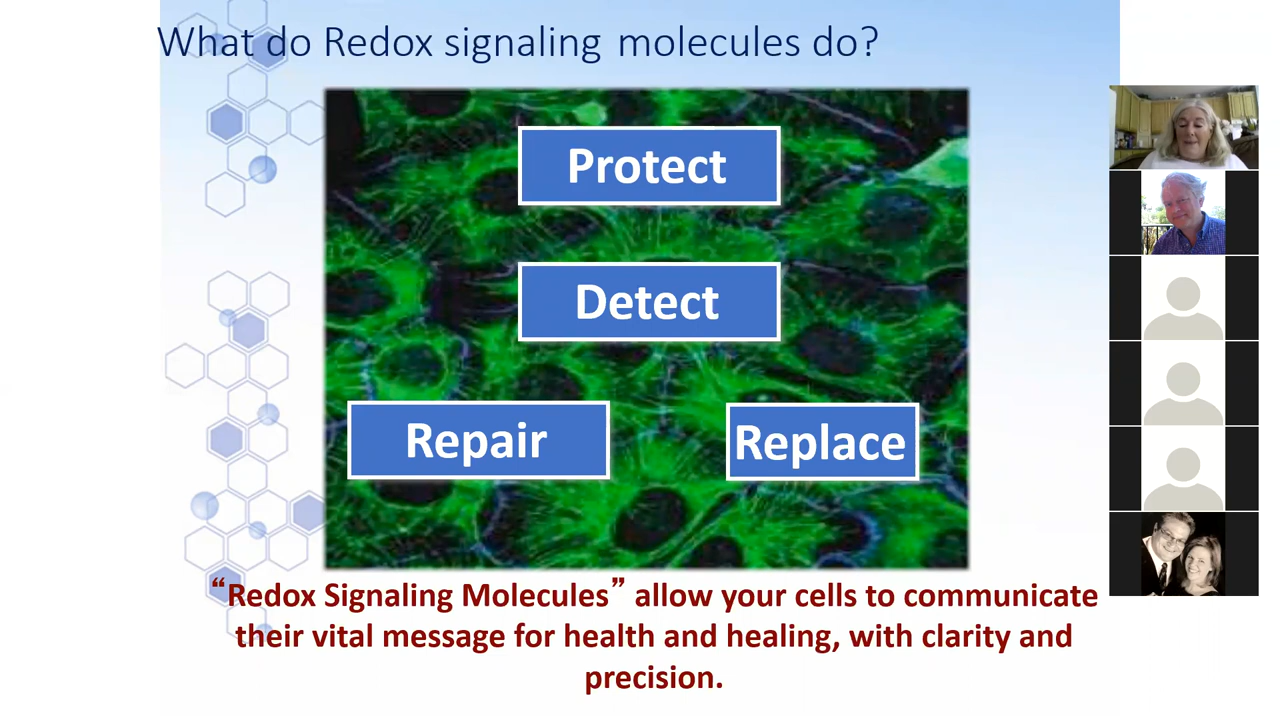 What do Redox signaling molecules do?
Protect
Detect
Repair
Replace
“Redox Signaling Molecules” allow your cells to communicate
their vital message for health and healing, with clarity and
precision.